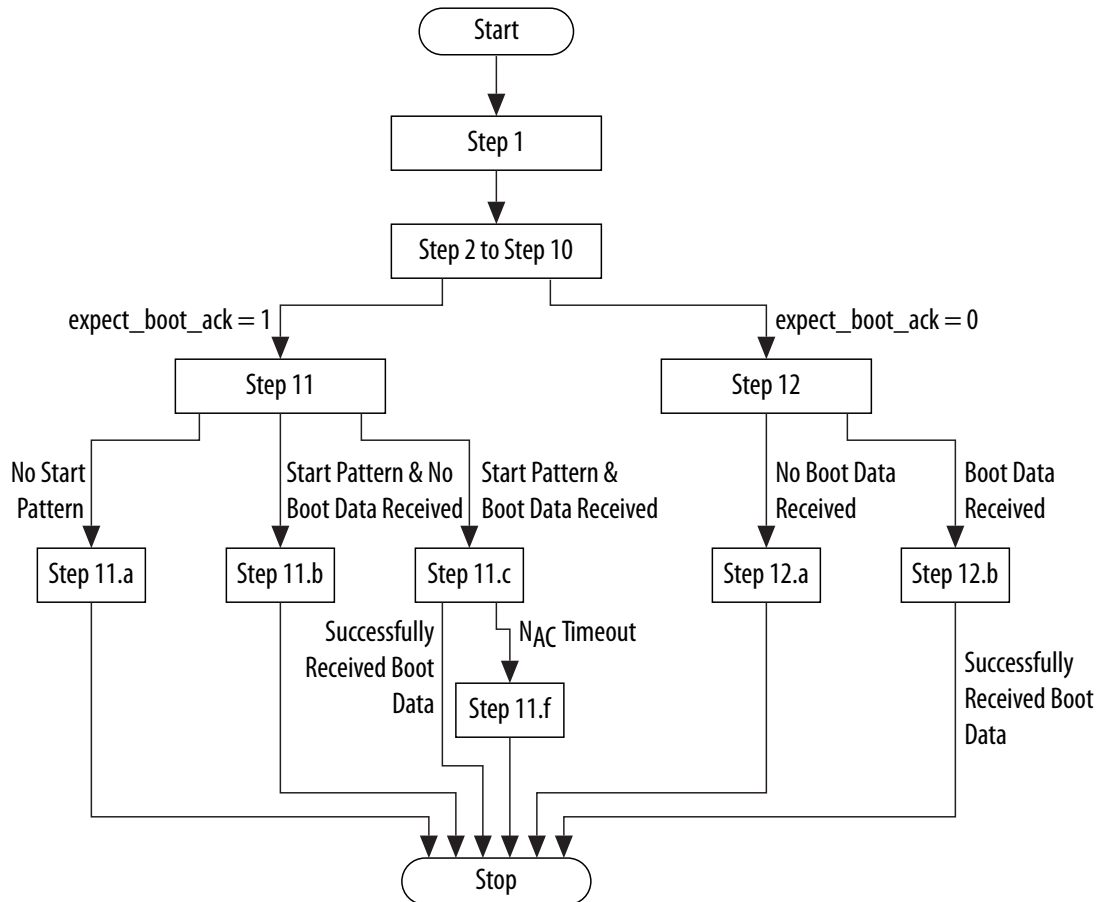 Start
Step 1
Step 2 to Step 10
expect_boot_ack = 1
expect_boot_ack = 0
Step 11
Step 12
No Start
Pattern
Start Pattern & No
Boot Data Received
Start Pattern &
Boot Data Received
No Boot Data
Received
Boot Data
Received
Step 11.a
Step 11.b
Step 11.c
Step 12.a
Step 12.b
Successfully
Received Boot
Data
NAC Timeout
Step 11.f
Successfully
Received Boot
Data
Stop